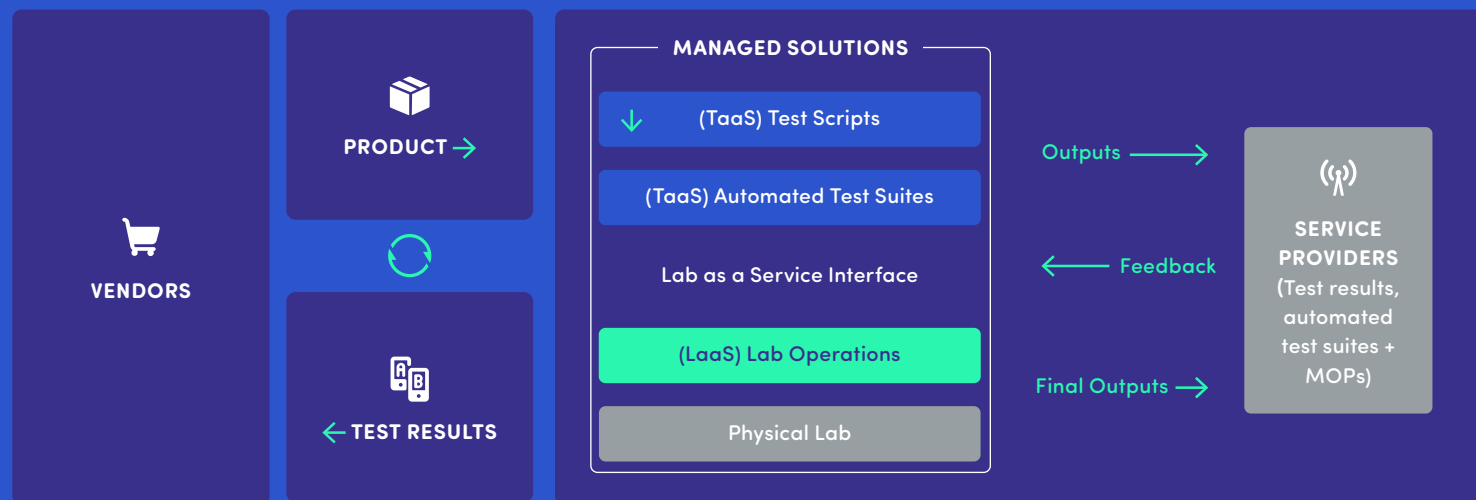 VENDORS
PRODUCT
TEST RESULTS
A
B
MANAGED SOLUTIONS
(TaaS) Test Scripts
(TaaS) Automated Test Suites
Lab as a Service Interface
(LaaS) Lab Operations
Physical Lab
Outputs
Feedback
Final Outputs
SERVICE
PROVIDERS
(Test results,
automated
test suites +
MOPs)